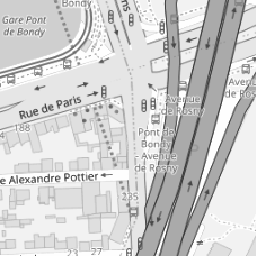 Gare Pont
de Bondy
Bondy
Rue de Paris
188
Avenue
de Rosny
Avenue
de Rosny
Pont de
Bondy
- Avenue
de Rosny
e Alexandre Pottier
235
23
27